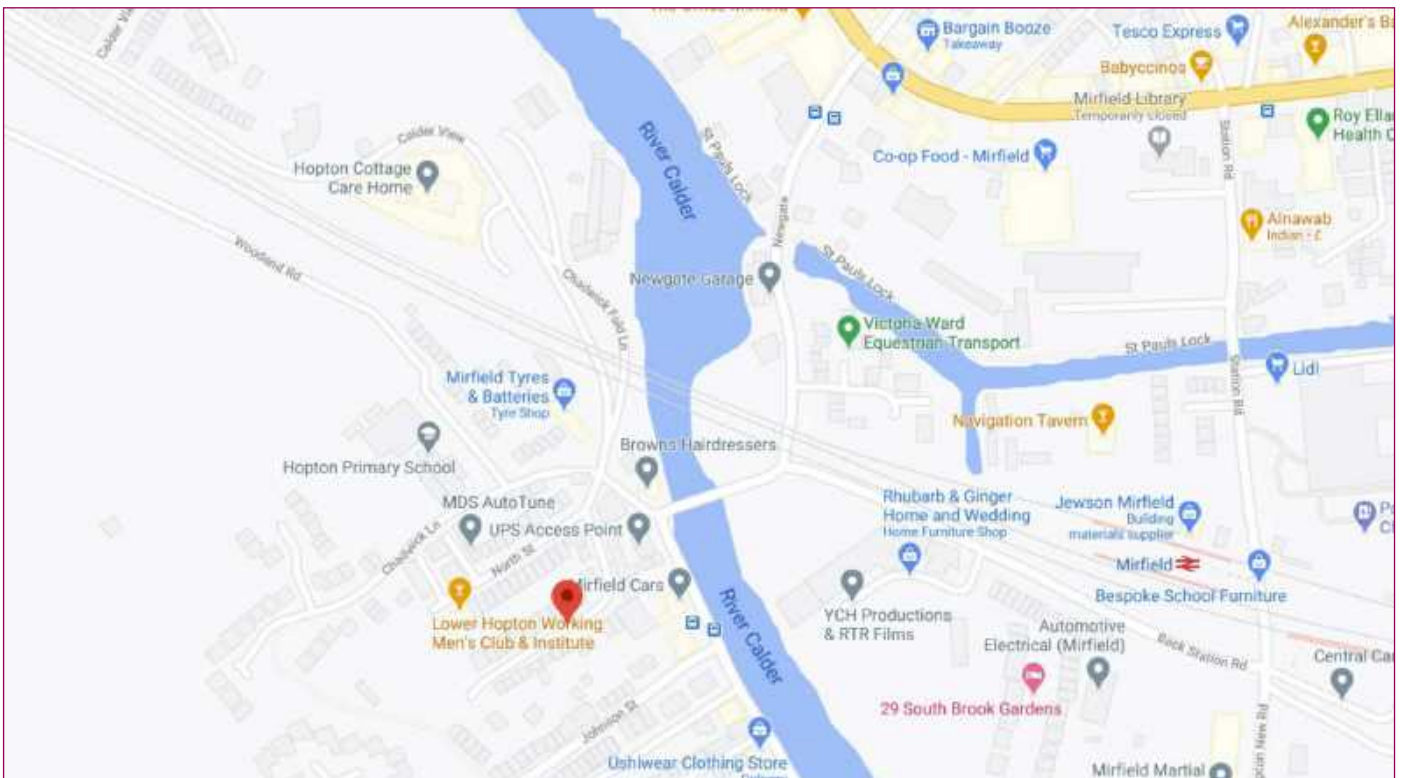 Calder View
Bargain Booze
Takeaway
Tesco Express
Alexander's Ba
Babyccinos
Mirfield Library
Temporarily closed
Roy Ella
Health C
Station Rd
Calder View
River Calder
St Pauls Lock
Co-op Food - Mirfield
Hopton Cottage
Care Home
Newgate
Alnawab
Indian · £
Woodend Rd
Chadwick Fold Ln
Newgate Garage
St Pauls Lock
Victoria Ward
Equestrian Transport
St Pauls Lock
Station Rd
Lidl
Mirfield Tyres
& Batteries
Tyre Shop
Navigation Tavern
Browns Hairdressers
Hopton Primary School
MDS AutoTune
UPS Access Point
Rhubarb & Ginger
Home and Wedding
Home Furniture Shop
Jewson Mirfield
Building
materials supplier
Chadwick Ln
North St
Mirfield Cars
Mirfield
Bespoke School Furniture
Lower Hopton Working
Men's Club & Institute
River Calder
YCH Productions
& RTR Films
Automotive
Electrical (Mirfield)
Back Station Rd
Central Car
29 South Brook Gardens
Johnson St
Ushiwear Clothing Store
Mirfield Martial